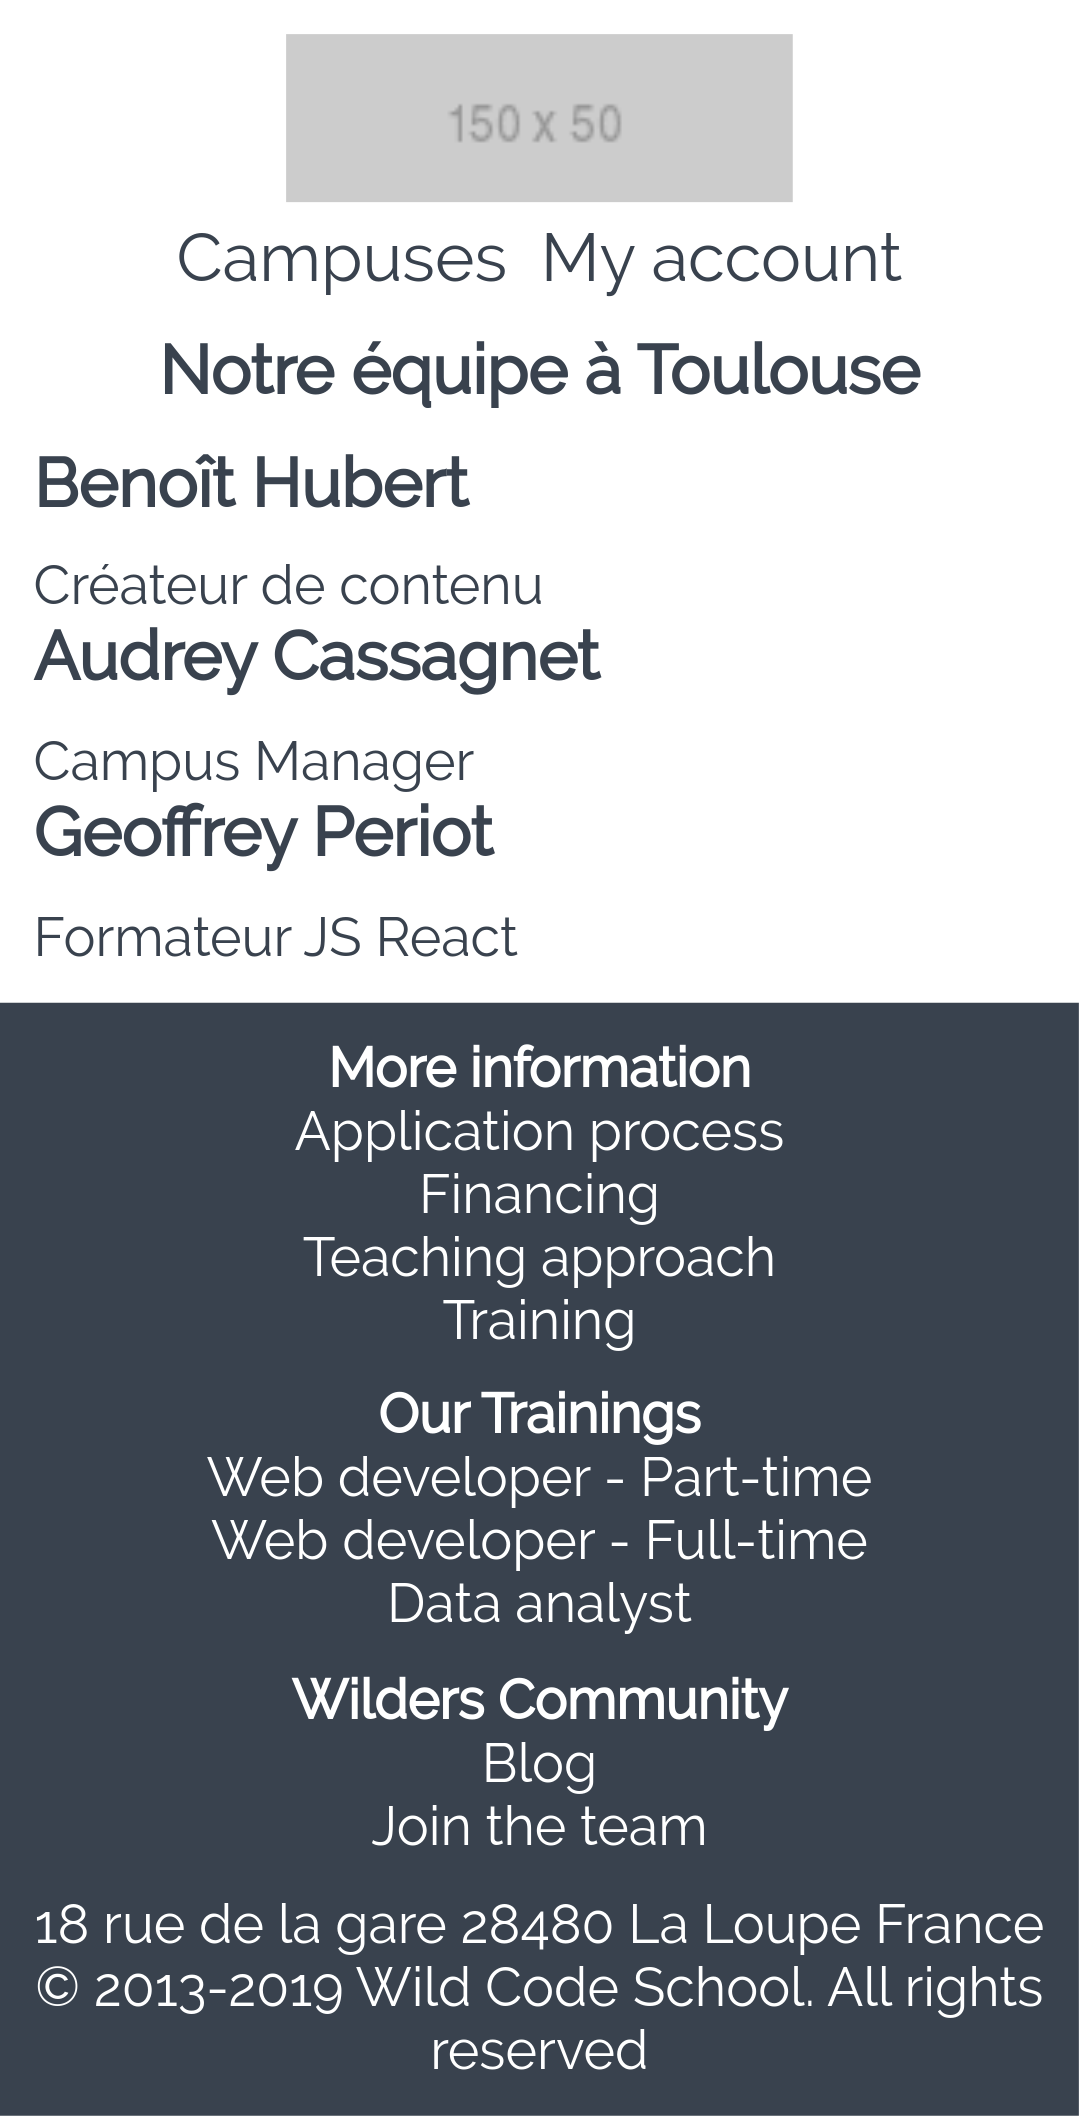 150 x 50
Campuses My account
Notre équipe à Toulouse
Benoît Hubert
Créateur de contenu
Audrey Cassagnet
Campus Manager
Geoffrey Periot
Formateur JS React
More information
Application process
Financing
Teaching approach
Training
Our Trainings
Web developer - Part-time
Web developer - Full-time
Data analyst
Wilders Community
Blog
Join the team
18 rue de la gare 28480 La Loupe France
© 2013-2019 Wild Code School. All rights
reserved